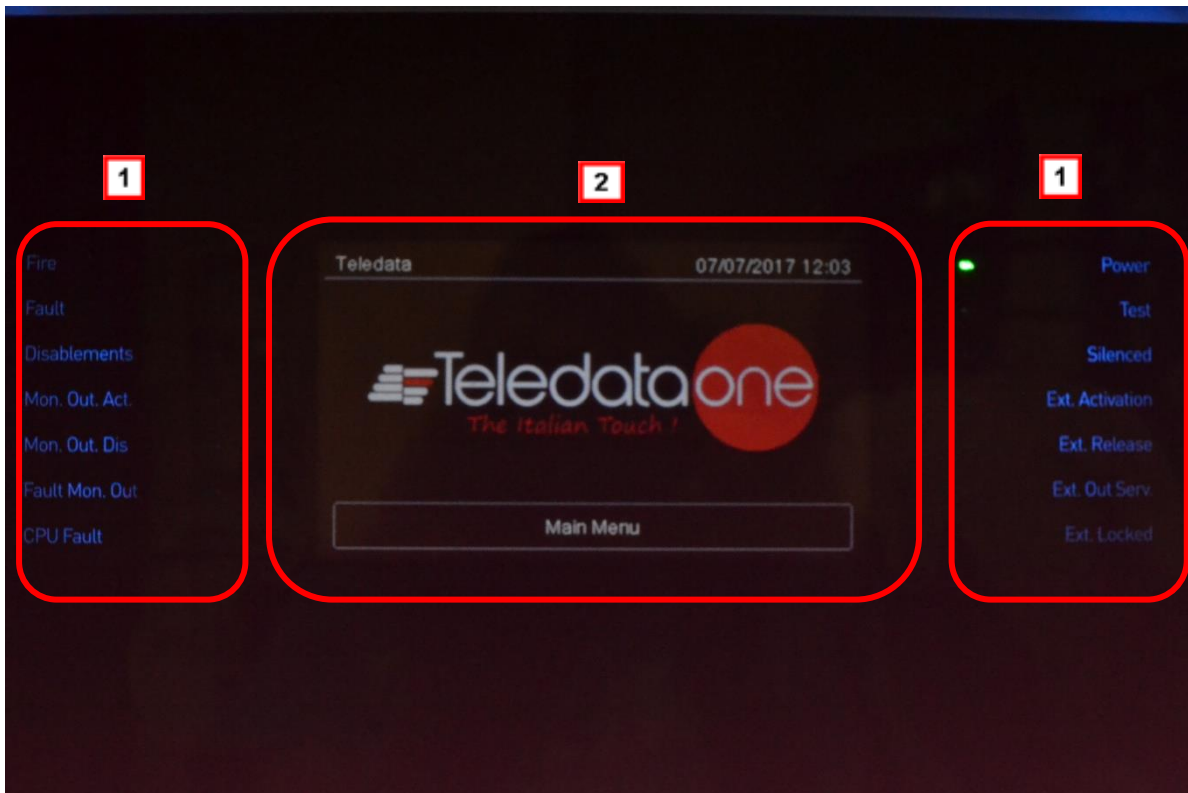 1
2
1
Fire
Fault
Disablements
Mon. Out. Act.
Mon. Out. Dis
Fault Mon. Out
CPU Fault
Teledata 07/07/2017 12:03
Teledata one
The Italian Touch !
Main Menu
Power
Test
Silenced
Ext. Activation
Ext. Release
Ext. Out Serv.
Ext. Locked